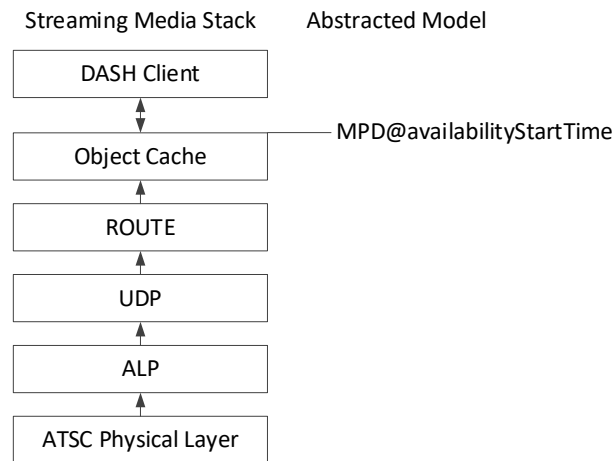 Streaming Media Stack Abstracted Model
DASH Client
MPD@availabilityStartTime
Object Cache
ROUTE
UDP
ALP
ATSC Physical Layer